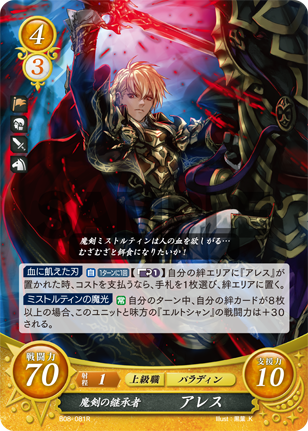 4
3
魔剣ミストルティンは人の血を欲しがる…
むざむざと餌食になりたいか！
血に飢えた刃 自 1ターンに1回【 1】自分の絆エリアに『アレス』が
置かれた時、コストを支払うなら、手札を1枚選び、絆エリアに置く。
ミストルティンの魔光 常 自分のターン中、自分の絆カードが8枚
以上の場合、このユニットと味方の『エルトシャン』の戦闘力は＋30
される。
戦闘力 射程 1 上級職 パラディン 支援力
70 10
魔剣の継承者 アレス
B08-081R